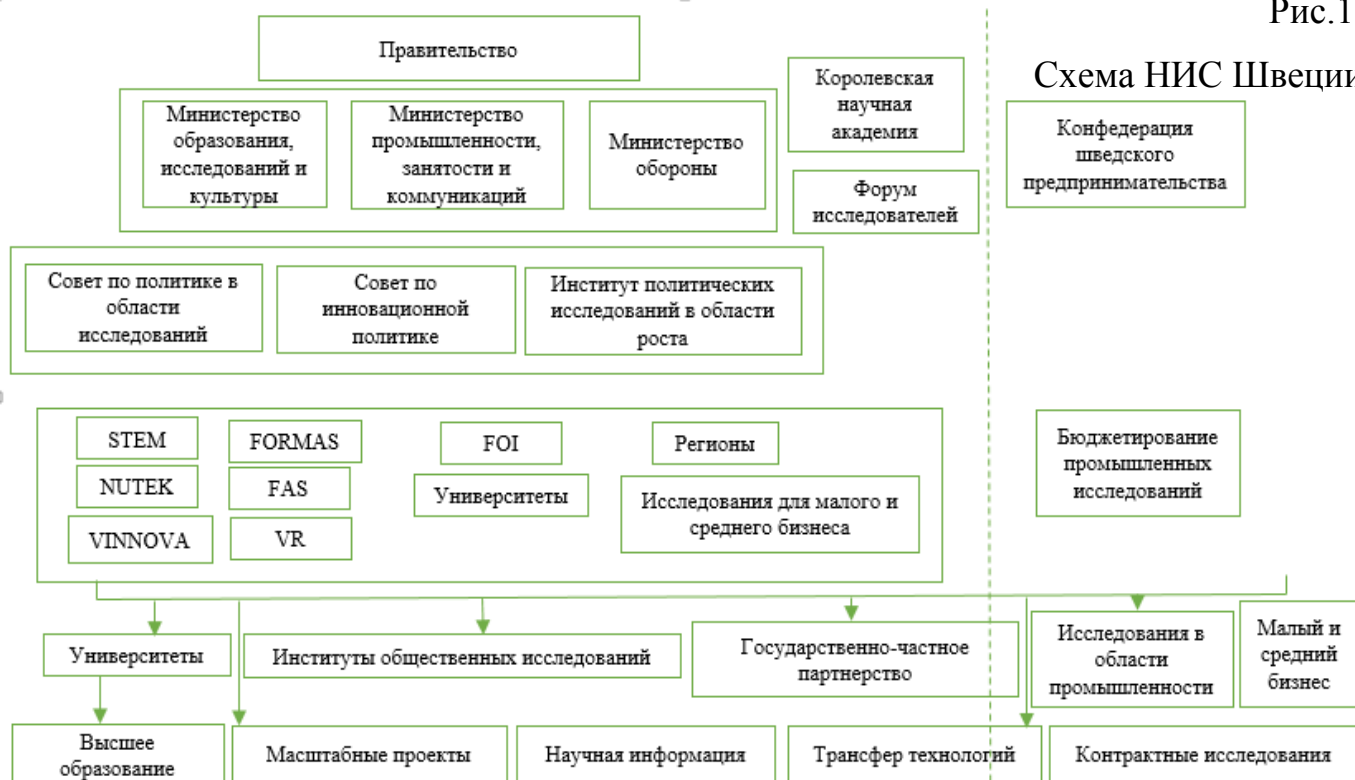 Рис.1
Схема НИС Швеции
Правительство
Министерство
образования,
исследований и
культуры
Министерство
промышленности,
занятости и
коммуникаций
Министерство
обороны
Королевская
научная
академия
Форум
исследователей
Конфедерация
шведского
предпринимательства
Совет по политике в
области
исследований
Совет по
инновационной
политике
Институт политических
исследований в области
роста
STEM
FORMAS
FOI
Регионы
NUTEK
FAS
Университеты
Исследования для малого и
среднего бизнеса
VINNOVA
VR
Бюджетирование
промышленных
исследований
Университеты
Институты общественных исследований
Государственно-частное
партнерство
Исследования в
области
промышленности
Малый и
средний
бизнес
Высшее
образование
Масштабные проекты
Научная информация
Трансфер технологий
Контрактные исследования